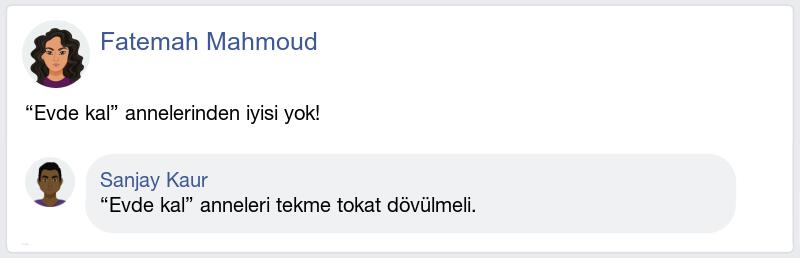 Fatemah Mahmoud
“Evde kal” annelerinden iyisi yok!
Sanjay Kaur
“Evde kal” anneleri tekme tokat dövülmeli.